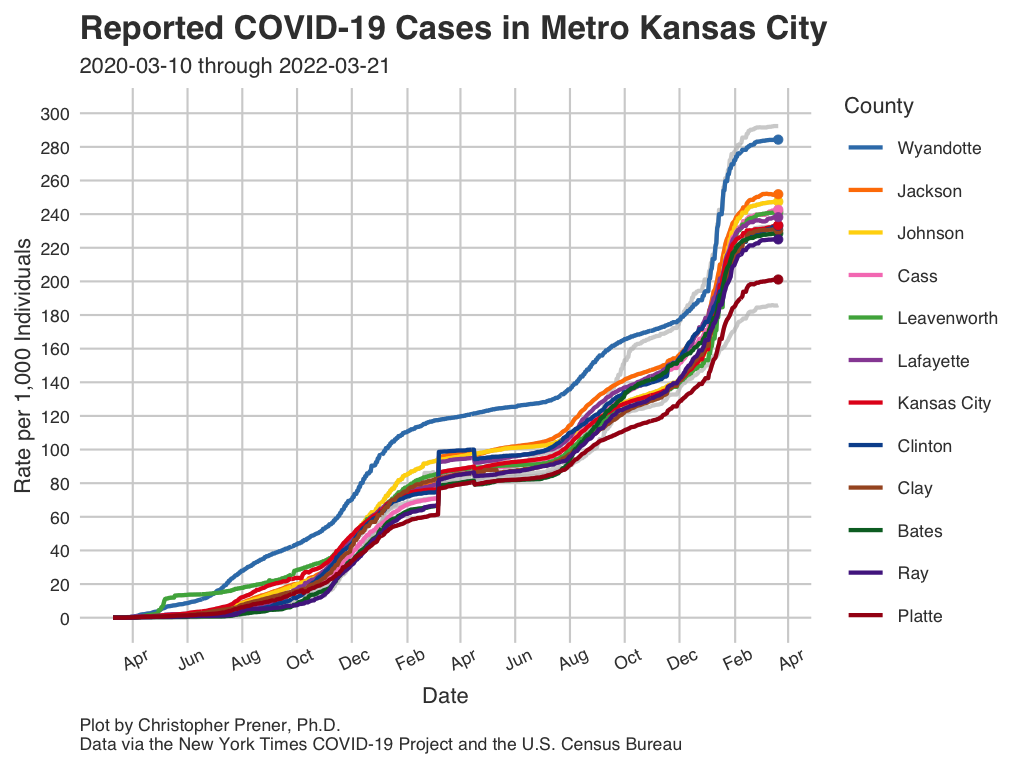 Reported COVID-19 Cases in Metro Kansas City
2020-03-10 through 2022-03-21
Rate per 1,000 Individuals
300
280
260
240
220
200
180
160
140
120
100
80
60
40
20
0
Apr Jun Aug Oct Dec Feb Apr Jun Aug Oct Dec Feb Apr
Date
County
Wyandotte
Jackson
Johnson
Cass
Leavenworth
Lafayette
Kansas City
Clinton
Clay
Bates
Ray
Platte
Plot by Christopher Prener, Ph.D.
Data via the New York Times COVID-19 Project and the U.S. Census Bureau